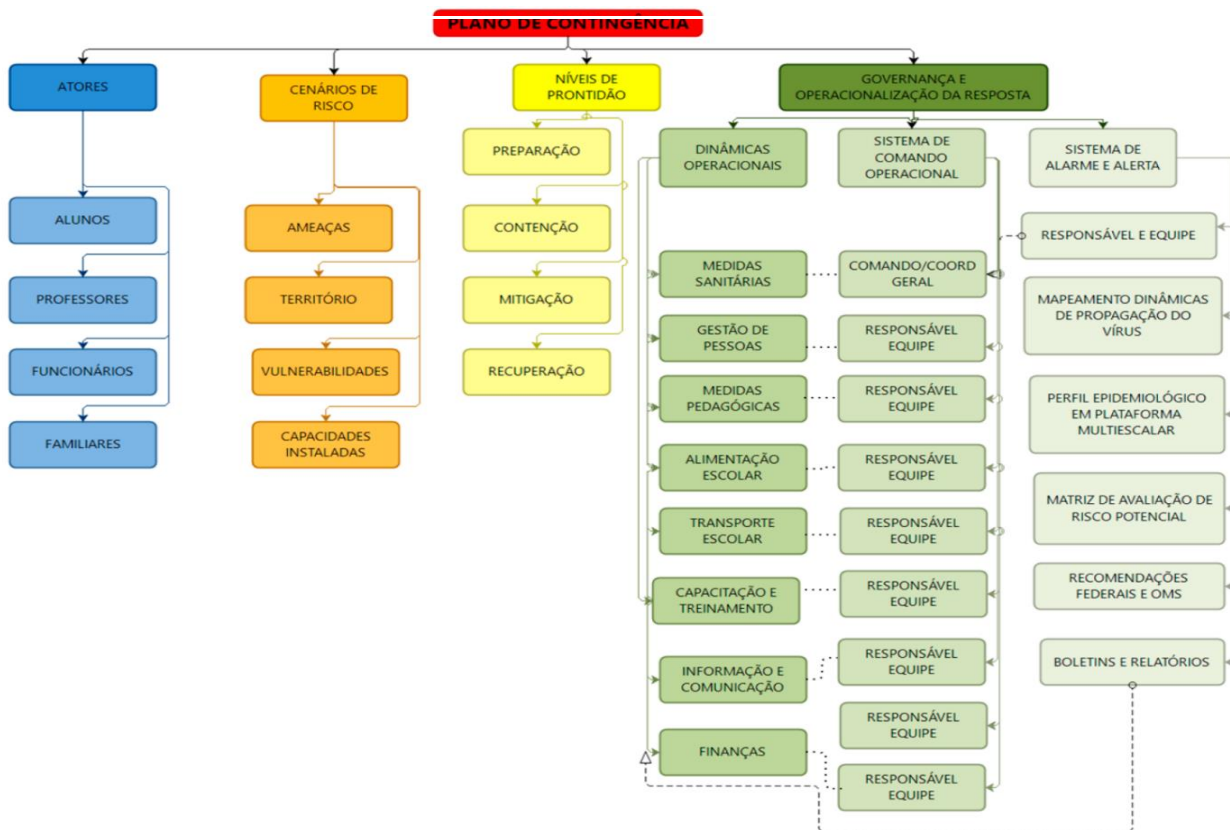 PLANO DE CONTINGÊNCIA
ATORES
ALUNOS
PROFESSORES
FUNCIONÁRIOS
FAMILIARES
CENÁRIOS DE
RISCO
AMEAÇAS
TERRITÓRIO
VULNERABILIDADES
CAPACIDADES
INSTALADAS
NÍVEIS DE
PRONTIDÃO
PREPARAÇÃO
CONTENÇÃO
MITIGAÇÃO
RECUPERAÇÃO
GOVERNANÇA E
OPERACIONALIZAÇÃO DA RESPOSTA
DINÂMICAS
OPERACIONAIS
MEDIDAS
SANITÁRIAS
GESTÃO DE
PESSOAS
MEDIDAS
PEDAGÓGICAS
ALIMENTAÇÃO
ESCOLAR
TRANSPORTE
ESCOLAR
CAPACITAÇÃO E
TREINAMENTO
INFORMAÇÃO E
COMUNICAÇÃO
FINANÇAS
SISTEMA DE
COMANDO
OPERACIONAL
COMANDO/COORD
GERAL
RESPONSÁVEL
EQUIPE
RESPONSÁVEL
EQUIPE
RESPONSÁVEL
EQUIPE
RESPONSÁVEL
EQUIPE
RESPONSÁVEL
EQUIPE
RESPONSÁVEL
EQUIPE
RESPONSÁVEL
EQUIPE
RESPONSÁVEL
EQUIPE
SISTEMA DE
ALARME E ALERTA
RESPONSÁVEL E EQUIPE
MAPEAMENTO DINÂMICAS
DE PROPAGAÇÃO DO
VÍRUS
PERFIL EPIDEMIOLÓGICO
EM PLATAFORMA
MULTIESCALAR
MATRIZ DE AVALIAÇÃO DE
RISCO POTENCIAL
RECOMENDAÇÕES
FEDERAIS E OMS
BOLETINS E RELATÓRIOS